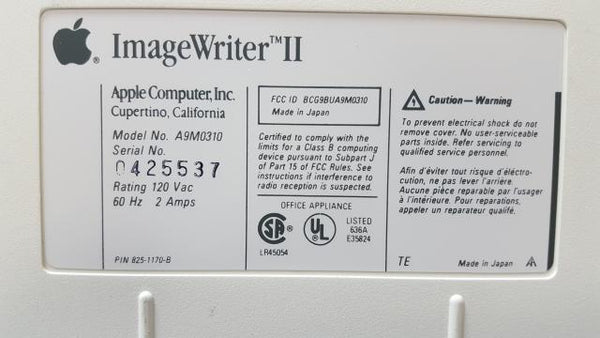 ImageWriter™II
Apple Computer, Inc.
Cupertino, California
Model No. A9M0310
Serial No.
0425537
Rating 120 Vac
60 Hz 2 Amps
P/N 825-1170-B
FCC ID BCG9BUA9M0310
Made in Japan
Certified to comply with the
limits for a Class B computing
device pursuant to Subpart J
of Part 15 of FCC Rules. See
instructions if interference to
radio reception is suspected.
OFFICE APPLIANCE
SA®
LR45054
UL®
LISTED
636A
E35824
Caution—Warning
To prevent electrical shock do not
remove cover. No user-serviceable
parts inside. Refer servicing to
qualified service personnel.
Afin d'éviter tout risque d'électro-
cution, ne pas lever l'arrière.
Aucune pièce reparable par l'usager
à l'intérieure. Pour reparations,
appeler un reparateur qualifé.
TE
Made in Japan